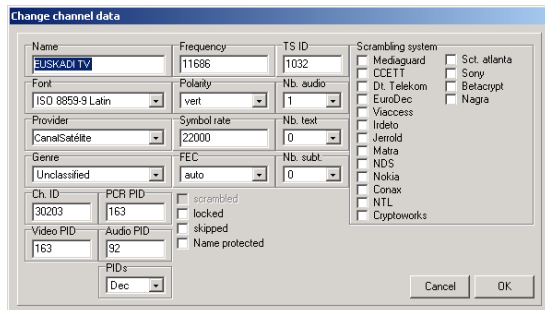 Change channel data
Name
EUSKADI TV
Frequency
11686
TS ID
1032
Font
ISO 8859-9 Latin
Polarity
vert
Nb. audio
1
Provider
CanalSatélite
Symbol rate
22000
Nb. text
0
Genre
Unclassified
FEC
auto
Nb. subt.
0
Ch. ID
30203
PCR PID
163
Video PID
163
Audio PID
92
PIDs
Dec
scrambled
locked
skipped
Name protected
Scrambling system
Mediaguard
CCETT
Dt. Telekom
EuroDec
Viaccess
Irdeto
Jerrold
Matra
NDS
Nokia
Conax
NTL
Cryptoworks
Sct. atlanta
Sony
Betacrypt
Nagra
Cancel
OK